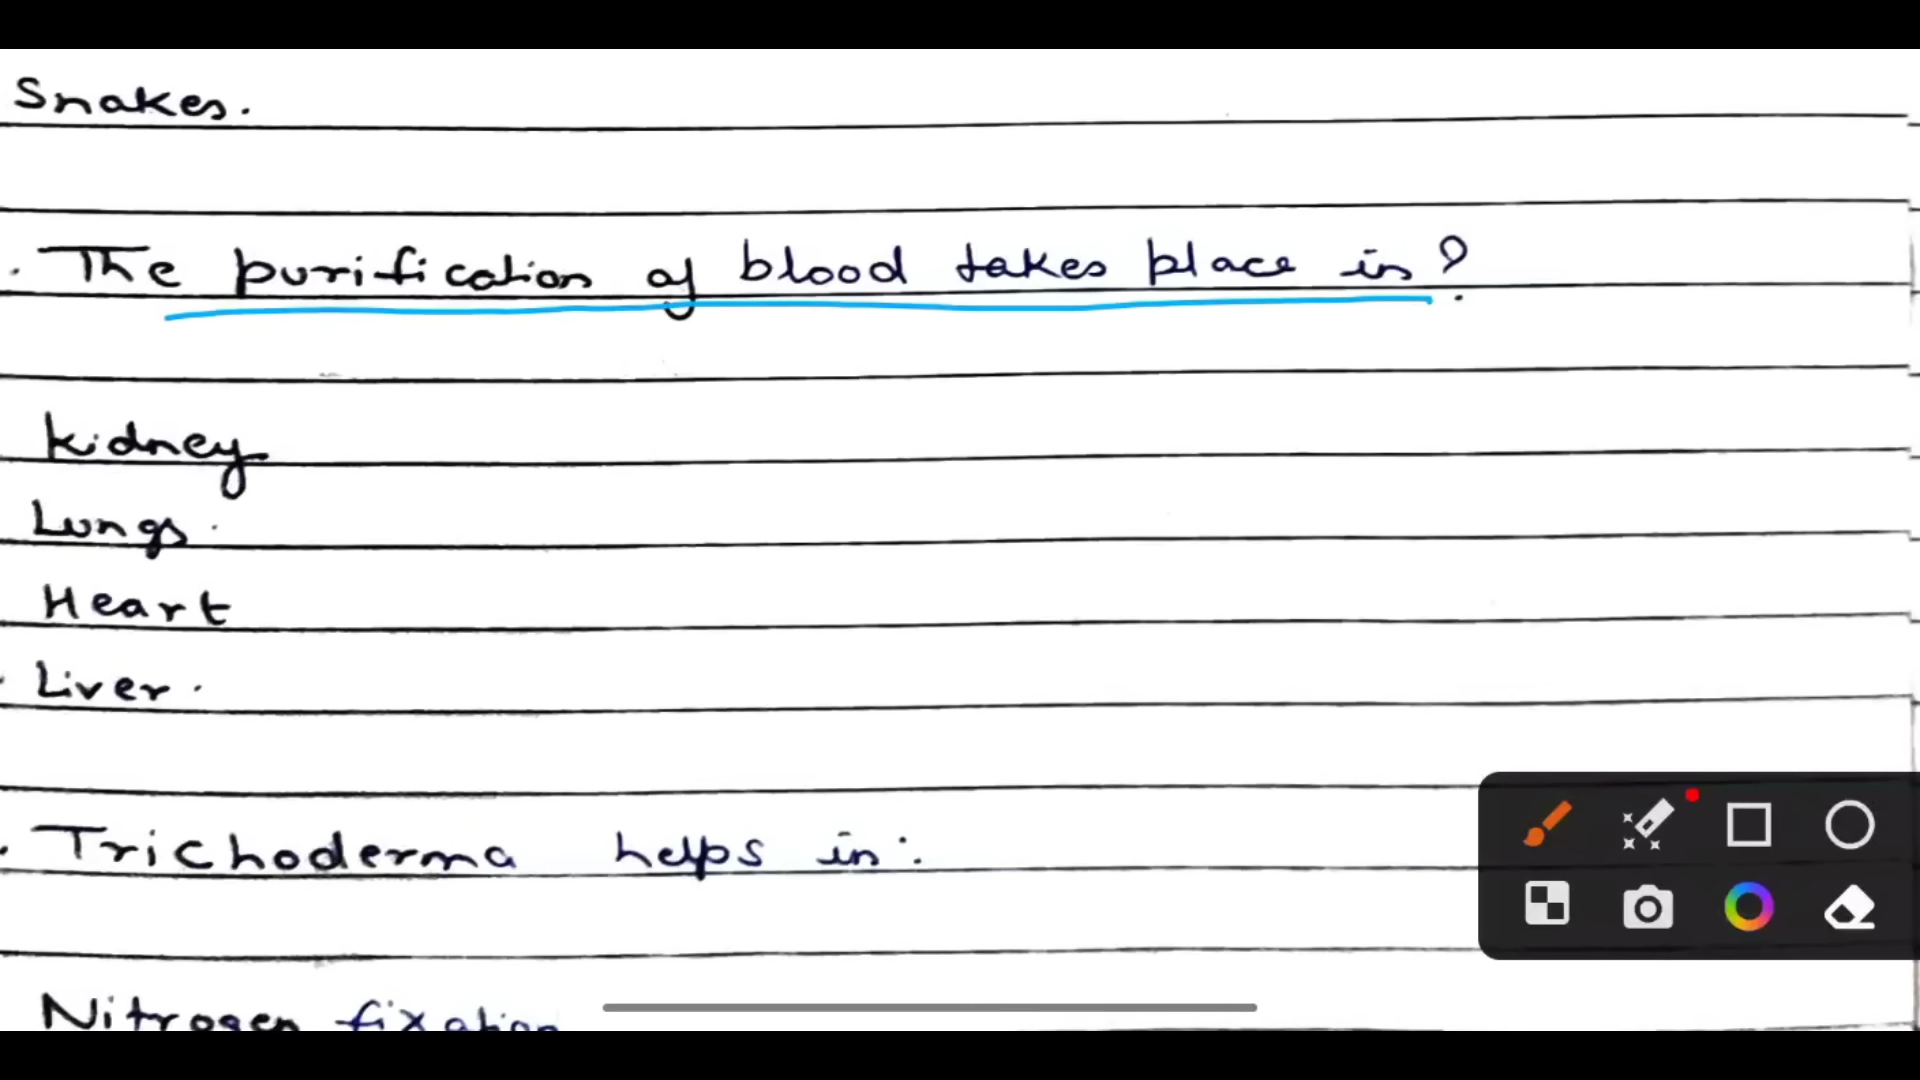 Snakes.
. The purification of blood takes place in?
Kidney
Lungs.
Heart
Liver.
. Trichoderma helps in:
Nitrogen fixation